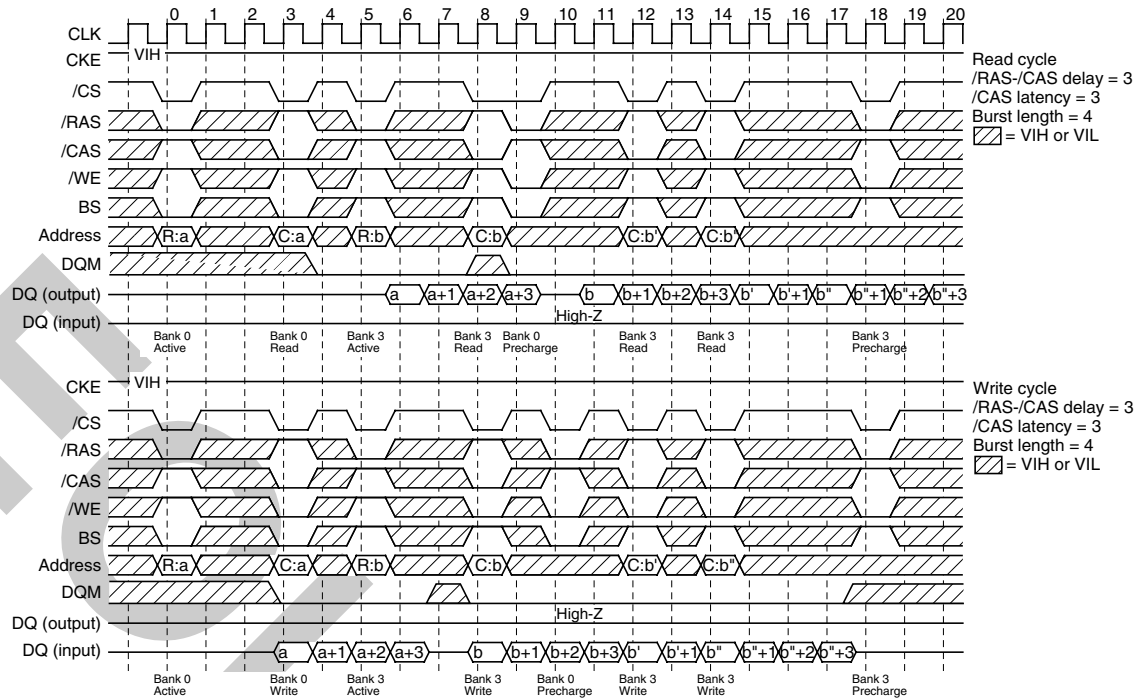 0 1 2 3 4 5 6 7 8 9 10 11 12 13 14 15 16 17 18 19 20
CLK
CKE VIH
/CS
/RAS
/CAS
/WE
BS
Address R:a C:a R:b C:b C:b' C:b"
DQM
DQ (output) a a+1 a+2 a+3 b b+1 b+2 b+3 b' b'+1 b" b"+1 b"+2 b"+3
DQ (input) High-Z
Bank 0 Active
Bank 0 Read
Bank 3 Active
Bank 3 Read
Bank 0 Precharge
Bank 3 Read
Bank 3 Read
Bank 3 Precharge
Read cycle
/RAS-/CAS delay = 3
/CAS latency = 3
Burst length = 4
= VIH or VIL
CKE VIH
/CS
/RAS
/CAS
/WE
BS
Address R:a C:a R:b C:b C:b' C:b"
DQM
DQ (output) High-Z
DQ (input) a a+1 a+2 a+3 b b+1 b+2 b+3 b' b'+1 b" b"+1 b"+2 b"+3
Bank 0 Active
Bank 0 Write
Bank 3 Active
Bank 3 Write
Bank 0 Precharge
Bank 3 Write
Bank 3 Write
Bank 3 Precharge
Write cycle
/RAS-/CAS delay = 3
/CAS latency = 3
Burst length = 4
= VIH or VIL